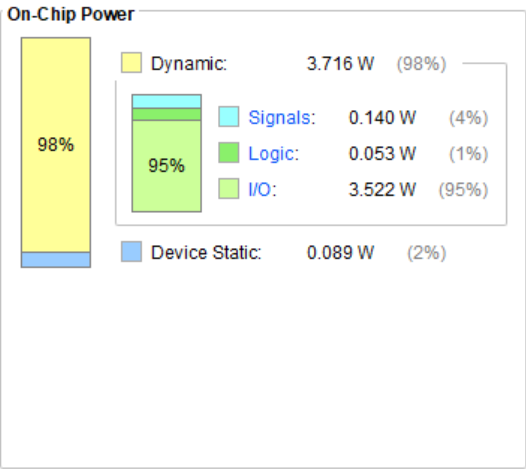 On-Chip Power
Dynamic: 3.716 W (98%)
98%
95%
Signals: 0.140 W (4%)
Logic: 0.053 W (1%)
I/O: 3.522 W (95%)
Device Static: 0.089 W (2%)